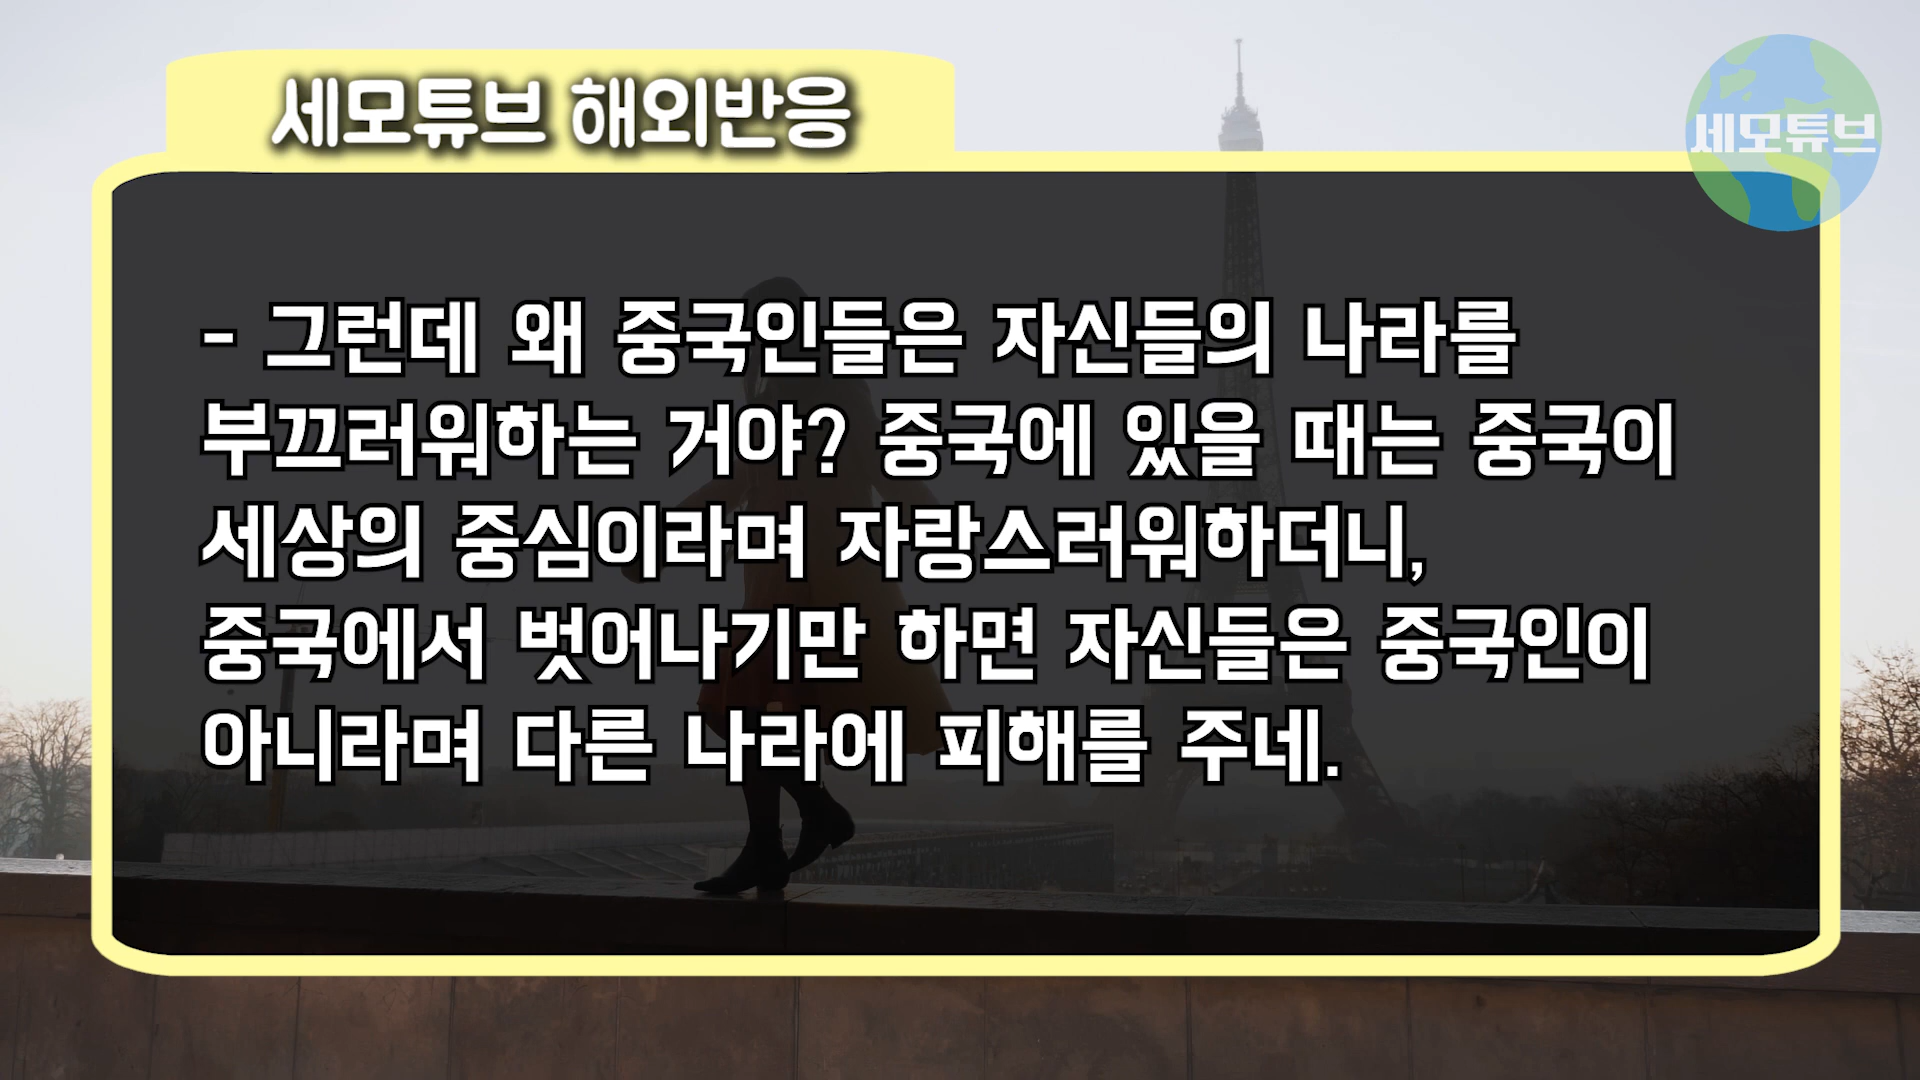 세모튜브 해외반응
세모튜브
- 그런데 왜 중국인들은 자신들의 나라를
부끄러워하는 거야? 중국에 있을 때는 중국이
세상의 중심이라며 자랑스러워하더니,
중국에서 벗어나기만 하면 자신들은 중국인이
아니라며 다른 나라에 피해를 주네.